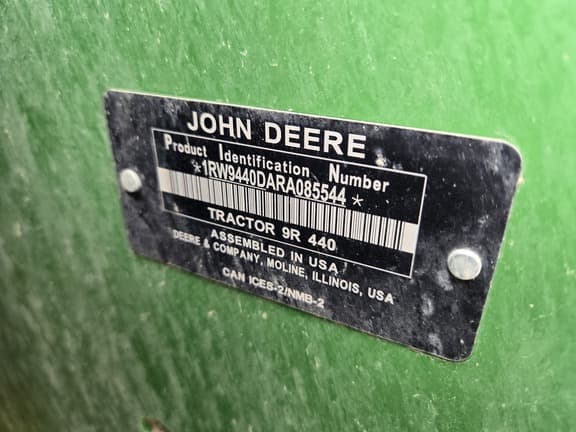 JOHN DEERE
Product Identification Number
*1RW9440DARA085544*
TRACTOR 9R 440
ASSEMBLED IN USA
DEERE & COMPANY, MOLINE, ILLINOIS, USA
CAN ICES-2/NMB-2